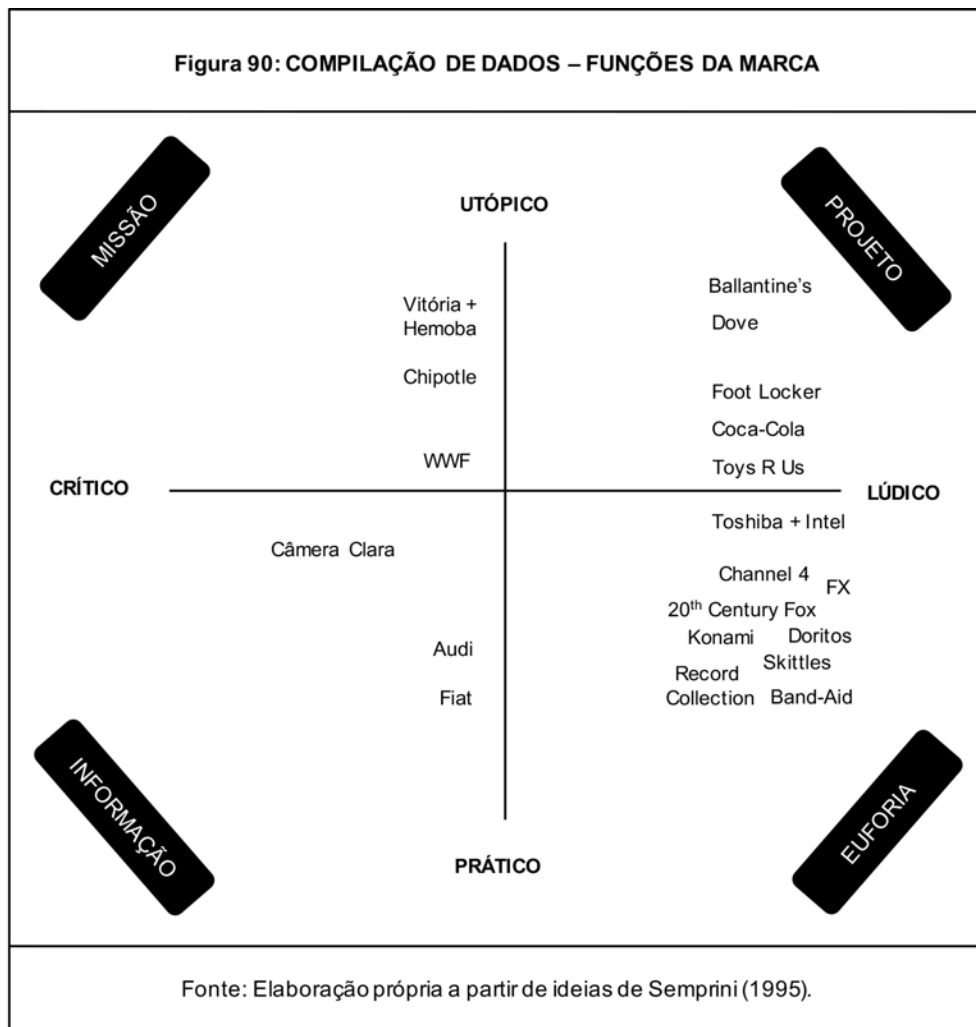 Figura 90: COMPILAÇÃO DE DADOS – FUNÇÕES DA MARCA
MISSÃO
PROJETO
UTÓPICO
Vitória +
Hemoba
Chipotle
WWF
Ballantine’s
Dove
Foot Locker
Coca-Cola
Toys R Us
CRÍTICO
LÚDICO
Câmera Clara
Audi
Fiat
Toshiba + Intel
Channel 4
FX
20th Century Fox
Konami
Doritos
Record
Collection
Skittles
Band-Aid
INFORMAÇÃO
EUFORIA
PRÁTICO
Fonte: Elaboração própria a partir de ideias de Semprini (1995).